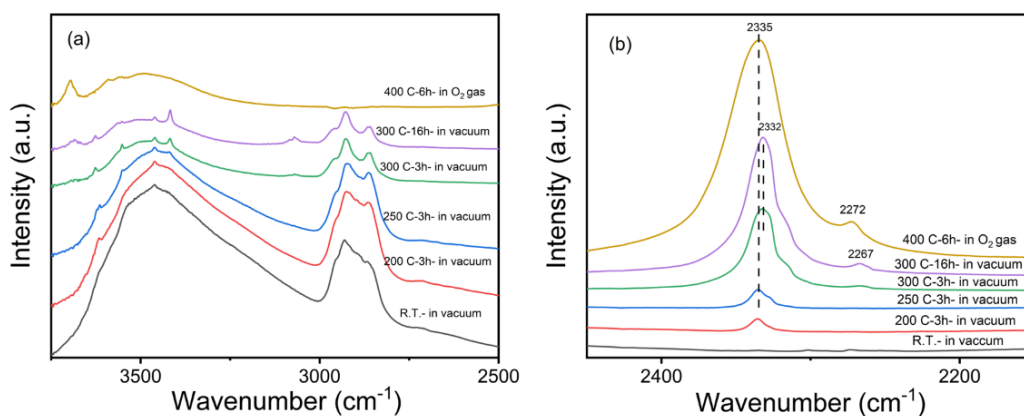 (a)
400 C-6h- in O2 gas
300 C-16h- in vacuum
300 C-3h- in vacuum
250 C-3h- in vacuum
200 C-3h- in vacuum
R.T.- in vacuum
Intensity (a.u.)
3500 3000 2500
Wavenumber (cm-1)
(b)
2335
2332
2272
400 C-6h- in O2 gas
2267
300 C-16h- in vacuum
300 C-3h- in vacuum
250 C-3h- in vacuum
200 C-3h- in vacuum
R.T.- in vaccum
Intensity (a.u.)
2400 2200
Wavenumber (cm-1)